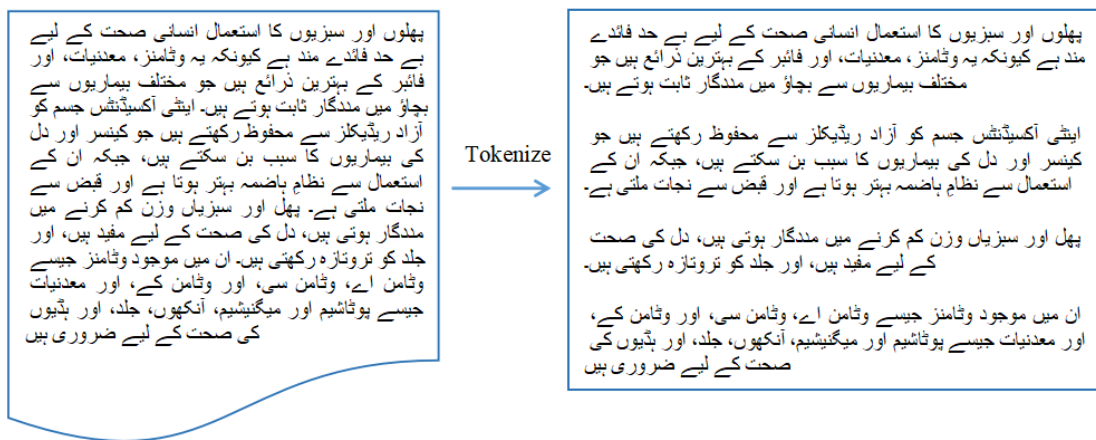 پھلوں اور سبزیوں کا استعمال انسانی صحت کے لیے
بے حد فائدے مند ہے کیونکہ یہ وٹامنز، معدنیات، اور
فائبر کے بہترین ذرائع ہیں جو مختلف بیماریوں سے
بچاؤ میں مددگار ثابت ہوتے ہیں۔ اینٹی آکسیڈنٹس جسم کو
آزاد ریڈیکلز سے محفوظ رکھتے ہیں جو کینسر اور دل
کی بیماریوں کا سبب بن سکتے ہیں، جبکہ ان کے
استعمال سے نظامِ ہاضمہ بہتر ہوتا ہے اور قبض سے
نجات ملتی ہے۔ پھل اور سبزیاں وزن کم کرنے میں
مددگار ہوتی ہیں، دل کی صحت کے لیے مفید ہیں، اور
جلد کو تروتازہ رکھتی ہیں۔ ان میں موجود وٹامنز جیسے
وٹامن اے، وٹامن سی، اور وٹامن کے، اور معدنیات
جیسے پوٹاشیم اور میگنیشیم، آنکھوں، جلد، اور ہڈیوں
کی صحت کے لیے ضروری ہیں
Tokenize
پھلوں اور سبزیوں کا استعمال انسانی صحت کے لیے بے حد فائدے
مند ہے کیونکہ یہ وٹامنز، معدنیات، اور فائبر کے بہترین ذرائع ہیں جو
مختلف بیماریوں سے بچاؤ میں مددگار ثابت ہوتے ہیں۔
اینٹی آکسیڈنٹس جسم کو آزاد ریڈیکلز سے محفوظ رکھتے ہیں جو
کینسر اور دل کی بیماریوں کا سبب بن سکتے ہیں، جبکہ ان کے
استعمال سے نظامِ ہاضمہ بہتر ہوتا ہے اور قبض سے نجات ملتی ہے۔
پھل اور سبزیاں وزن کم کرنے میں مددگار ہوتی ہیں، دل کی صحت
کے لیے مفید ہیں، اور جلد کو تروتازہ رکھتی ہیں۔
ان میں موجود وٹامنز جیسے وٹامن اے، وٹامن سی، اور وٹامن کے،
اور معدنیات جیسے پوٹاشیم اور میگنیشیم، آنکھوں، جلد، اور ہڈیوں کی
صحت کے لیے ضروری ہیں